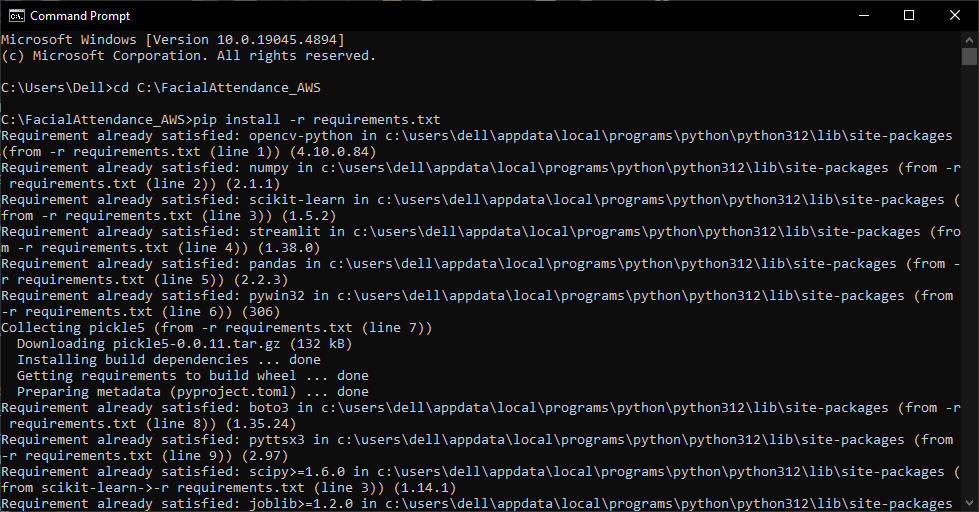 Command Prompt
Microsoft Windows [Version 10.0.19045.4894]
(c) Microsoft Corporation. All rights reserved.
C:\Users\Dell>cd C:\FacialAttendance_AWS
C:\FacialAttendance_AWS>pip install -r requirements.txt
Requirement already satisfied: opencv-python in c:\users\dell\appdata\local\programs\python\python312\lib\site-packages
(from -r requirements.txt (line 1)) (4.10.0.84)
Requirement already satisfied: numpy in c:\users\dell\appdata\local\programs\python\python312\lib\site-packages (from -r
 requirements.txt (line 2)) (2.1.1)
Requirement already satisfied: scikit-learn in c:\users\dell\appdata\local\programs\python\python312\lib\site-packages (
from -r requirements.txt (line 3)) (1.5.2)
Requirement already satisfied: streamlit in c:\users\dell\appdata\local\programs\python\python312\lib\site-packages (fro
m -r requirements.txt (line 4)) (1.38.0)
Requirement already satisfied: pandas in c:\users\dell\appdata\local\programs\python\python312\lib\site-packages (from -
r requirements.txt (line 5)) (2.2.3)
Requirement already satisfied: pywin32 in c:\users\dell\appdata\local\programs\python\python312\lib\site-packages (from
-r requirements.txt (line 6)) (306)
Collecting pickle5 (from -r requirements.txt (line 7))
  Downloading pickle5-0.0.11.tar.gz (132 kB)
  Installing build dependencies ... done
  Getting requirements to build wheel ... done
  Preparing metadata (pyproject.toml) ... done
Requirement already satisfied: boto3 in c:\users\dell\appdata\local\programs\python\python312\lib\site-packages (from -r
 requirements.txt (line 8)) (1.35.24)
Requirement already satisfied: pyttsx3 in c:\users\dell\appdata\local\programs\python\python312\lib\site-packages (from
-r requirements.txt (line 9)) (2.97)
Requirement already satisfied: scipy>=1.6.0 in c:\users\dell\appdata\local\programs\python\python312\lib\site-packages (
from scikit-learn->-r requirements.txt (line 3)) (1.14.1)
Requirement already satisfied: joblib>=1.2.0 in c:\users\dell\appdata\local\programs\python\python312\lib\site-packages